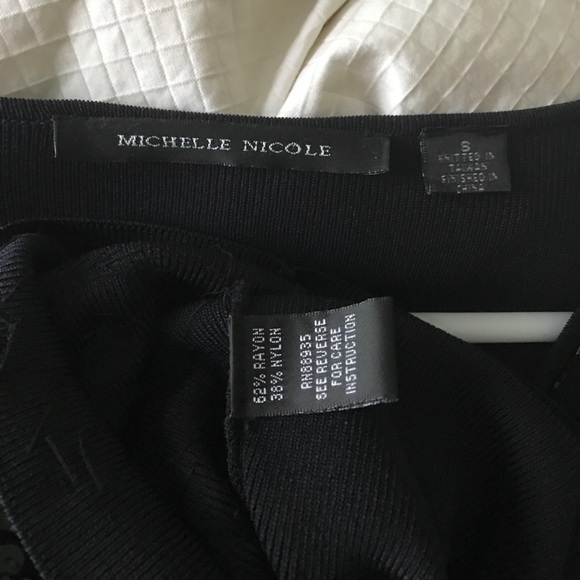 MICHELLE NICOLE
S
KNITTED IN
TAIWAN
FINISHED IN
CHINA
62% RAYON
38% NYLON
RN88935
SEE REVERSE
FOR CARE
INSTRUCTION